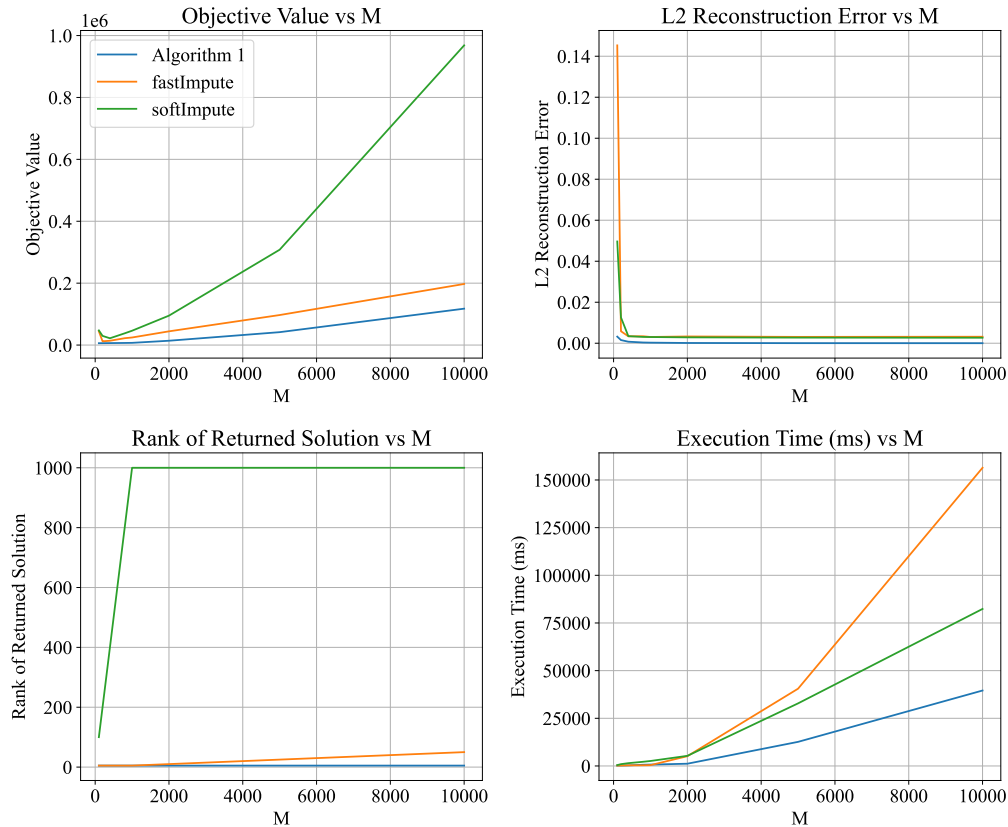 Objective Value vs M
1e6
1.0
0.8
0.6
0.4
0.2
0.0
Objective Value
Algorithm 1
fastImpute
softImpute
0 2000 4000 6000 8000 10000
M
L2 Reconstruction Error vs M
0.14
0.12
0.10
0.08
0.06
0.04
0.02
0.00
L2 Reconstruction Error
0 2000 4000 6000 8000 10000
M
Rank of Returned Solution vs M
1000
800
600
400
200
0
Rank of Returned Solution
0 2000 4000 6000 8000 10000
M
Execution Time (ms) vs M
150000
125000
100000
75000
50000
25000
0
Execution Time (ms)
0 2000 4000 6000 8000 10000
M